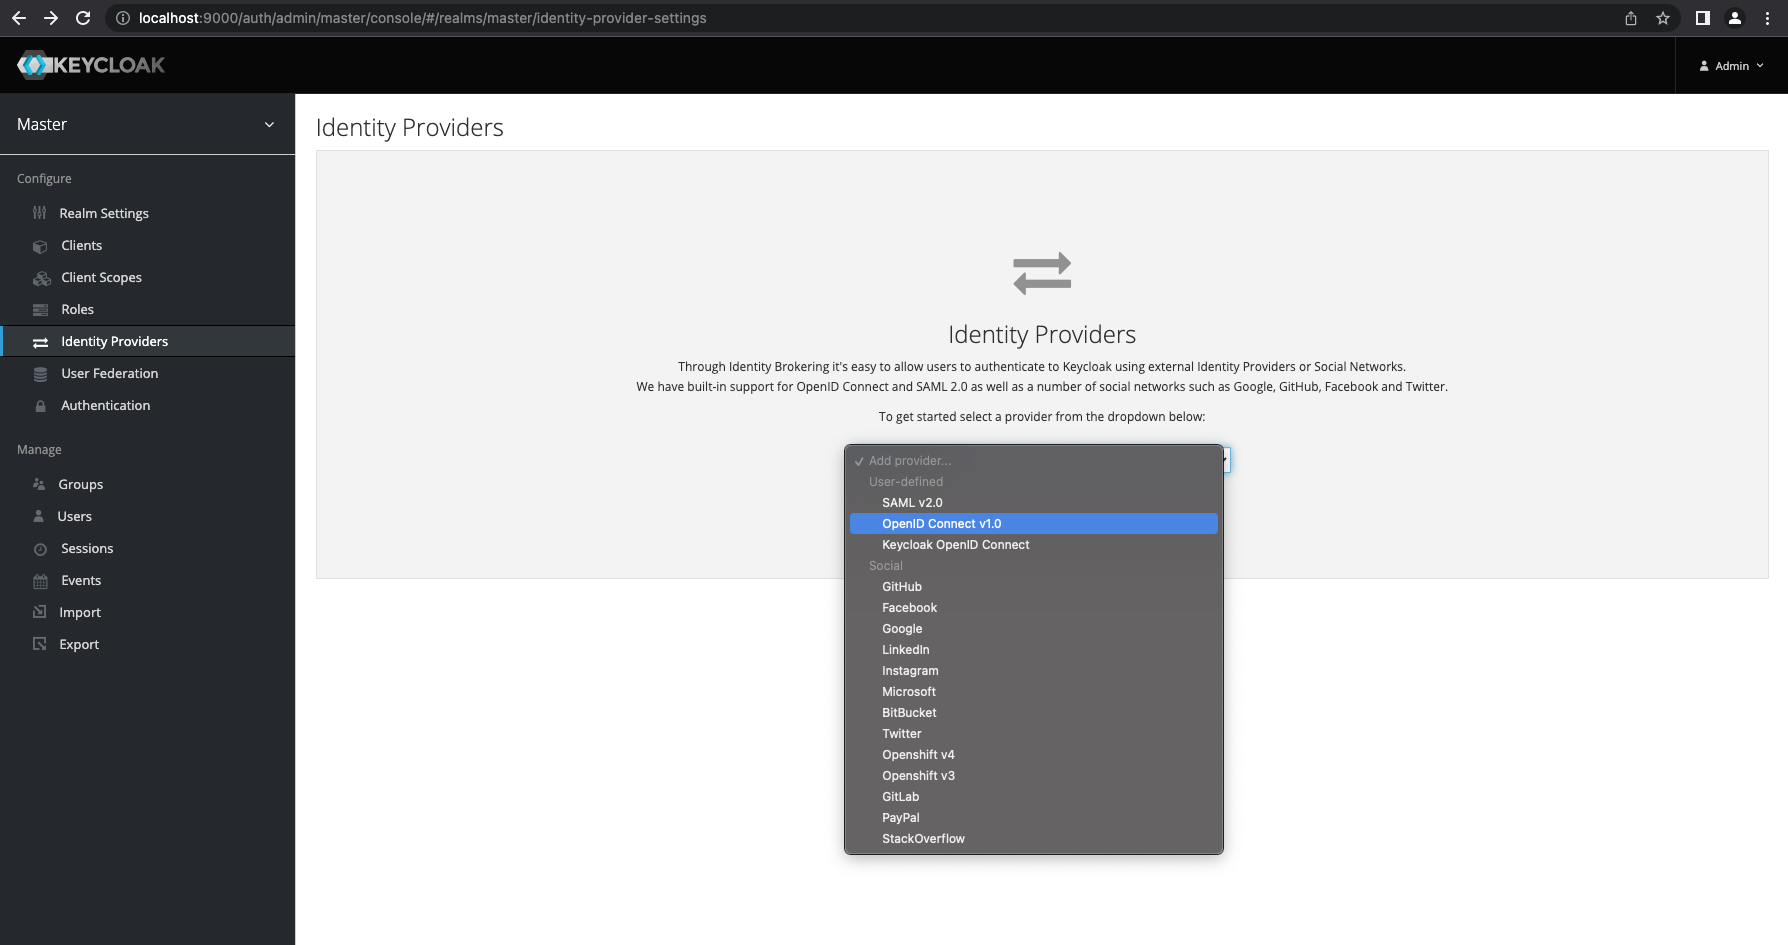 localhost:9000/auth/admin/master/console/#/realms/master/identity-provider-settings
KEYCLOAK
Admin
Master
Configure
Realm Settings
Clients
Client Scopes
Roles
Identity Providers
User Federation
Authentication
Manage
Groups
Users
Sessions
Events
Import
Export
Identity Providers
Identity Providers
Through Identity Brokering it's easy to allow users to authenticate to Keycloak using external Identity Providers or Social Networks.
We have built-in support for OpenID Connect and SAML 2.0 as well as a number of social networks such as Google, GitHub, Facebook and Twitter.
To get started select a provider from the dropdown below:
Add provider...
User-defined
SAML v2.0
OpenID Connect v1.0
Keycloak OpenID Connect
Social
GitHub
Facebook
Google
LinkedIn
Instagram
Microsoft
BitBucket
Twitter
Openshift v4
Openshift v3
GitLab
PayPal
StackOverflow